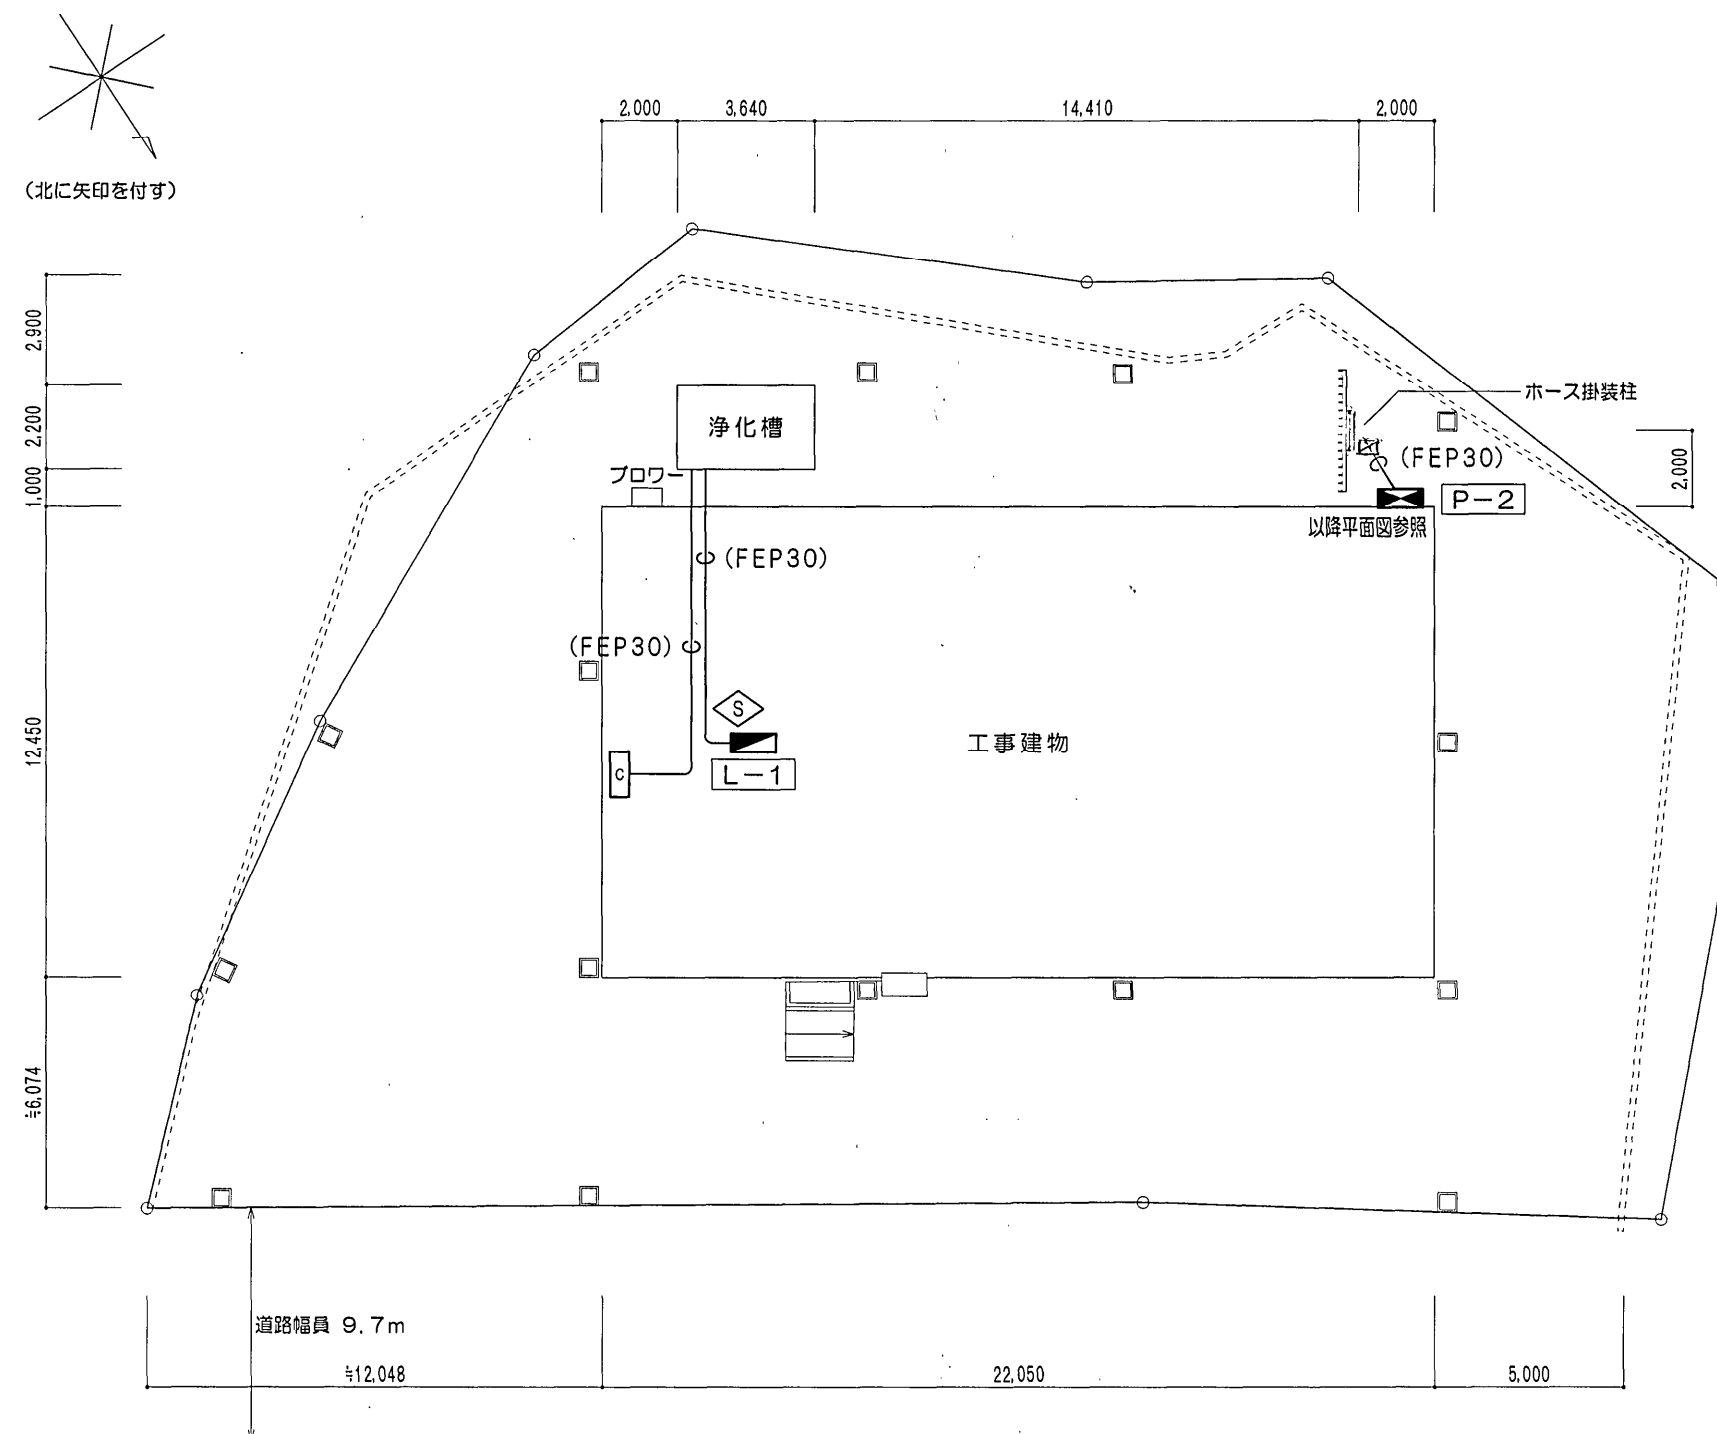 2,000
3,640
14,410
2,000
(北に矢印を付す)
2,900
2,200
1,000
12,450
≒6,074
浄化槽
ブロワー
ホース掛装柱
(FEP30)
2,000
P-2
以降平面図参照
(FEP30)
(FEP30)
S
L-1
C
工事建物
道路幅員 9.7m
≒12,048
22,050
5,000